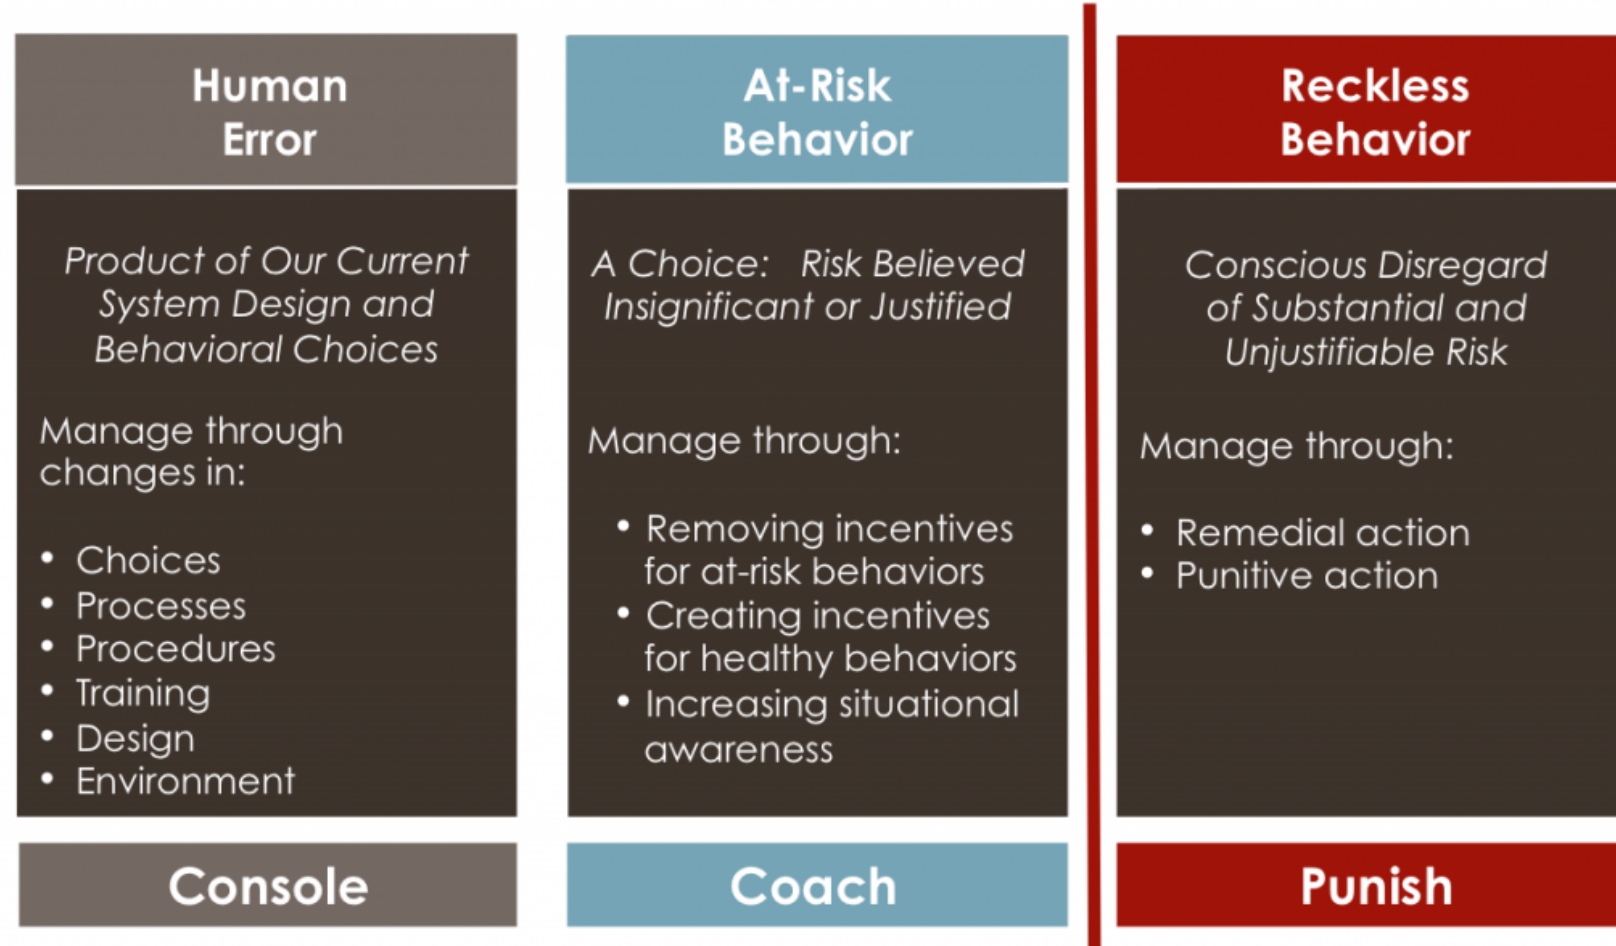 Human
Error
Product of Our Current
System Design and
Behavioral Choices
Manage through
changes in:
• Choices
• Processes
• Procedures
• Training
• Design
• Environment
Console
At-Risk
Behavior
A Choice: Risk Believed
Insignificant or Justified
Manage through:
• Removing incentives
for at-risk behaviors
• Creating incentives
for healthy behaviors
• Increasing situational
awareness
Coach
Reckless
Behavior
Conscious Disregard
of Substantial and
Unjustifiable Risk
Manage through:
• Remedial action
• Punitive action
Punish